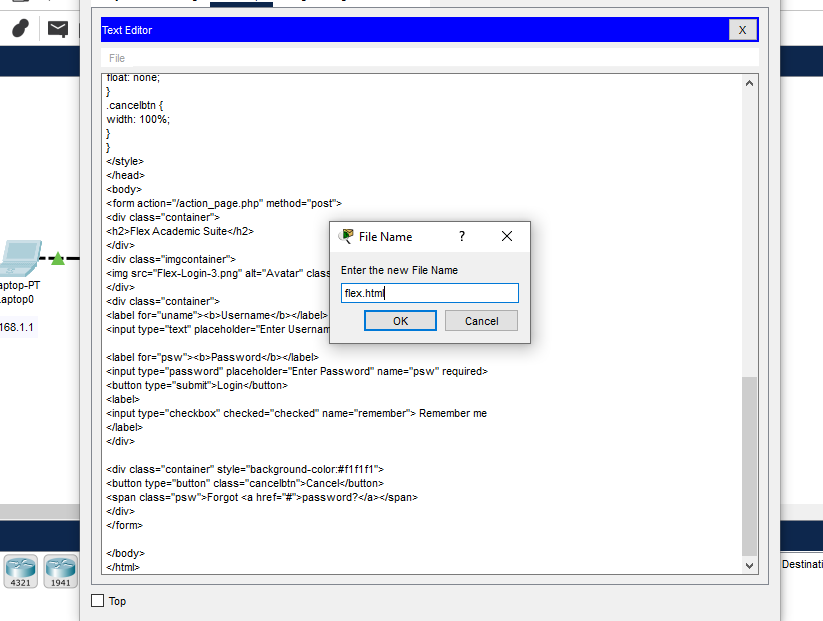 Text Editor
X
File
float: none;
}
.cancelbtn {
width: 100%;
}
}
</style>
</head>
<body>
<form action="/action_page.php" method="post">
<div class="container">
<h2>Flex Academic Suite</h2>
</div>
<div class="imgcontainer">
<img src="Flex-Login-3.png" alt="Avatar" clas
</div>
<div class="container">
<label for="uname"><b>Username</b></label>
<input type="text" placeholder="Enter Usernam
<label for="psw"><b>Password</b></label>
<input type="password" placeholder="Enter Password" name="psw" required>
<button type="submit">Login</button>
<label>
<input type="checkbox" checked="checked" name="remember"> Remember me
</label>
</div>
<div class="container" style="background-color:#f1f1f1">
<button type="button" class="cancelbtn">Cancel</button>
<span class="psw">Forgot <a href="#">password?</a></span>
</div>
</form>
</body>
</html>
File Name
?
Enter the new File Name
flex.html
OK
Cancel
aptop-PT
aptop0
168.1.1
4321
1941
Top
Destinati